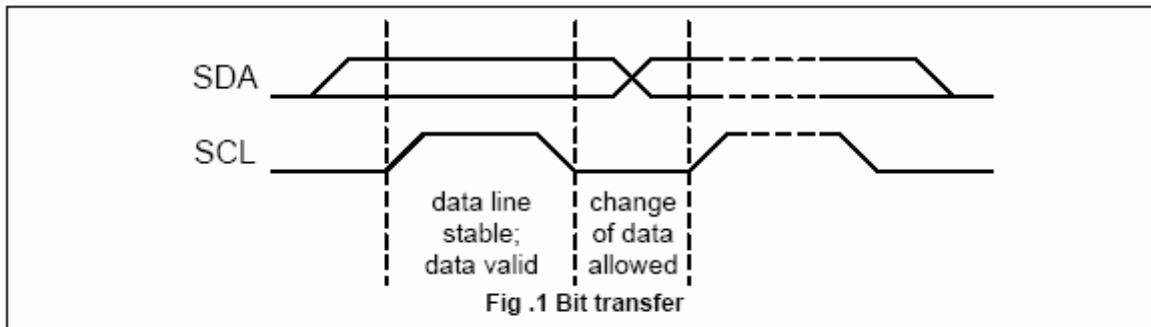 SDA
SCL
data line
stable;
data valid
change
of data
allowed
Fig .1 Bit transfer